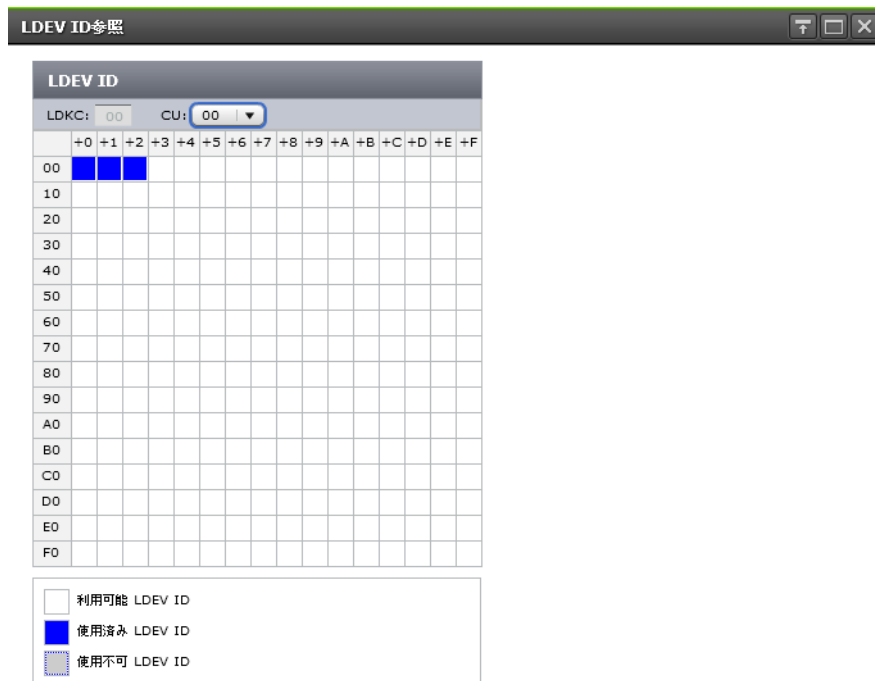 LDEV ID参照
LDEV ID
LDKC: 00 CU: 00
+0 +1 +2 +3 +4 +5 +6 +7 +8 +9 +A +B +C +D +E +F
00
10
20
30
40
50
60
70
80
90
A0
B0
C0
D0
E0
F0
利用可能 LDEV ID
使用済み LDEV ID
使用不可 LDEV ID